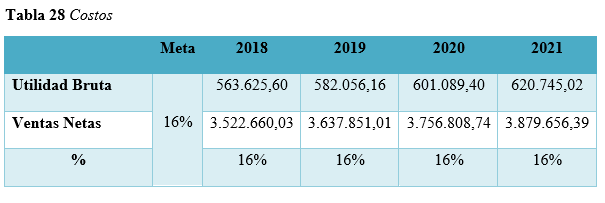 Tabla 28 Costos
Meta 2018 2019 2020 2021
Utilidad Bruta 563.625,60 582.056,16 601.089,40 620.745,02
Ventas Netas 16% 3.522.660,03 3.637.851,01 3.756.808,74 3.879.656,39
% 16% 16% 16% 16%